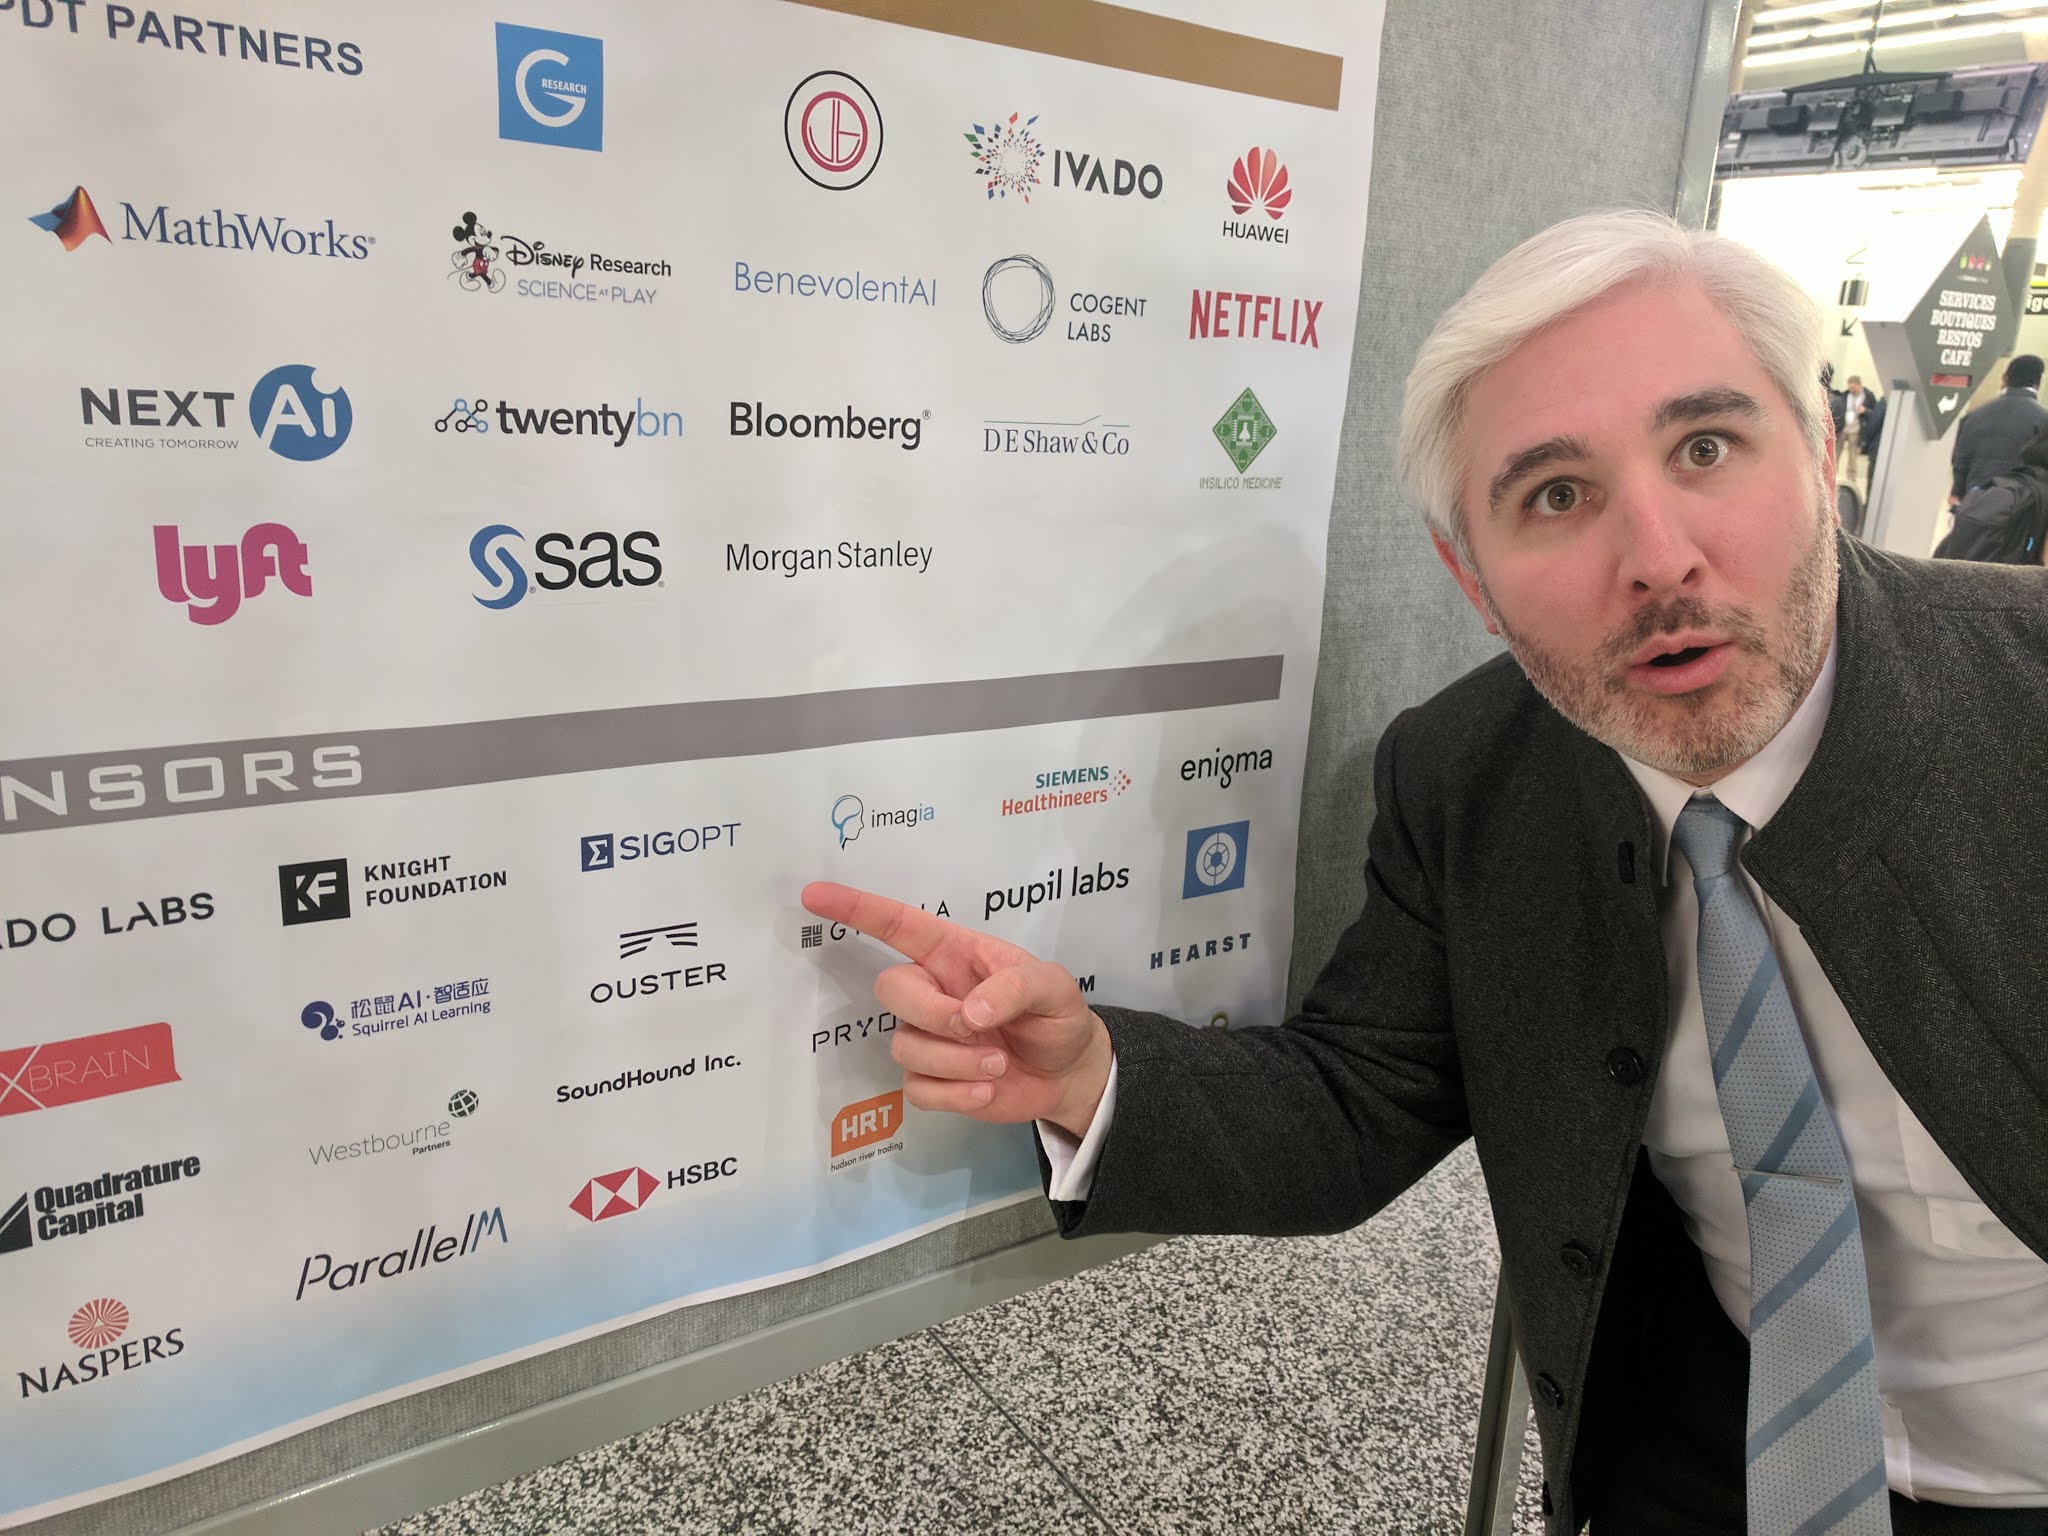 PDT PARTNERS
G RESEARCH
IVADO
HUAWEI
MathWorks®
Disney Research
SCIENCE AT PLAY
BenevolentAI
COGENT
LABS
NETFLIX
NEXT AI
CREATING TOMORROW
twentybn
Bloomberg®
DE Shaw & Co
INSILICO MEDICINE
lyft
sas®
Morgan Stanley
NSORS
KNIGHT
FOUNDATION
KF
SIGOPT
imagia
SIEMENS
Healthineers
enigma
ADO LABS
pupil labs
HEARST
松鼠AI·智适应
Squirrel AI Learning
OUSTER
XBRAIN
Westbourne
Partners
SoundHound Inc.
HRT
hudson river trading
Quadrature
Capital
ParallelM
HSBC
NASPERS
SERVICES
BOUTIQUES
RESTOS
CAFÉ